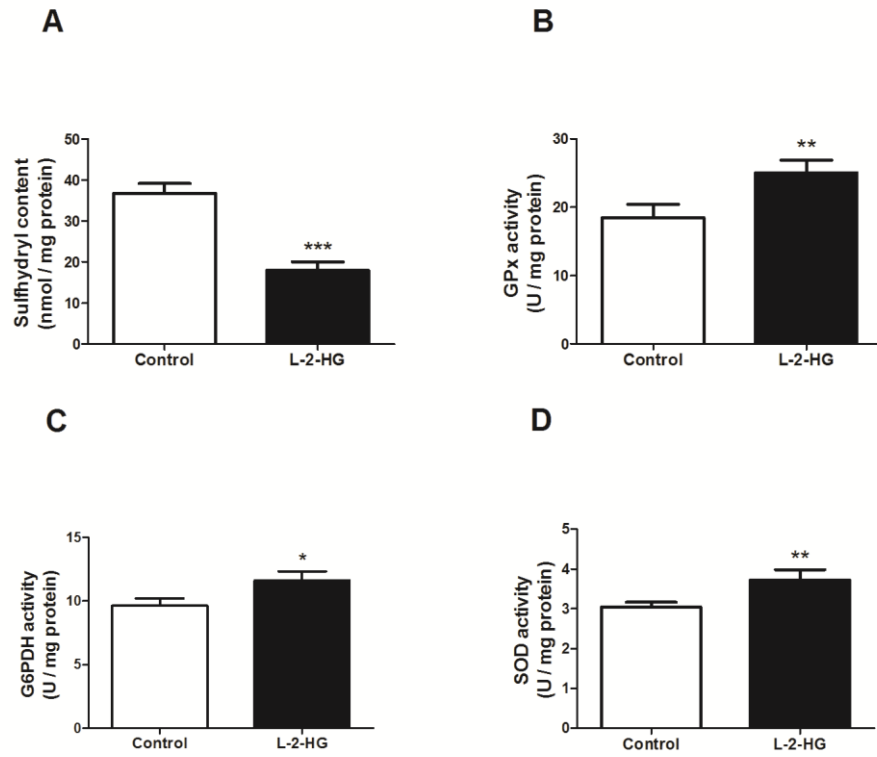 A
Sulfhydryl content
(nmol / mg protein)
50
40
30
20
10
0
***
Control
L-2-HG
B
GPx activity
(U / mg protein)
30
20
10
0
**
Control
L-2-HG
C
G6PDH activity
(U / mg protein)
15
10
5
0
*
Control
L-2-HG
D
SOD activity
(U / mg protein)
5
4
3
2
1
0
**
Control
L-2-HG